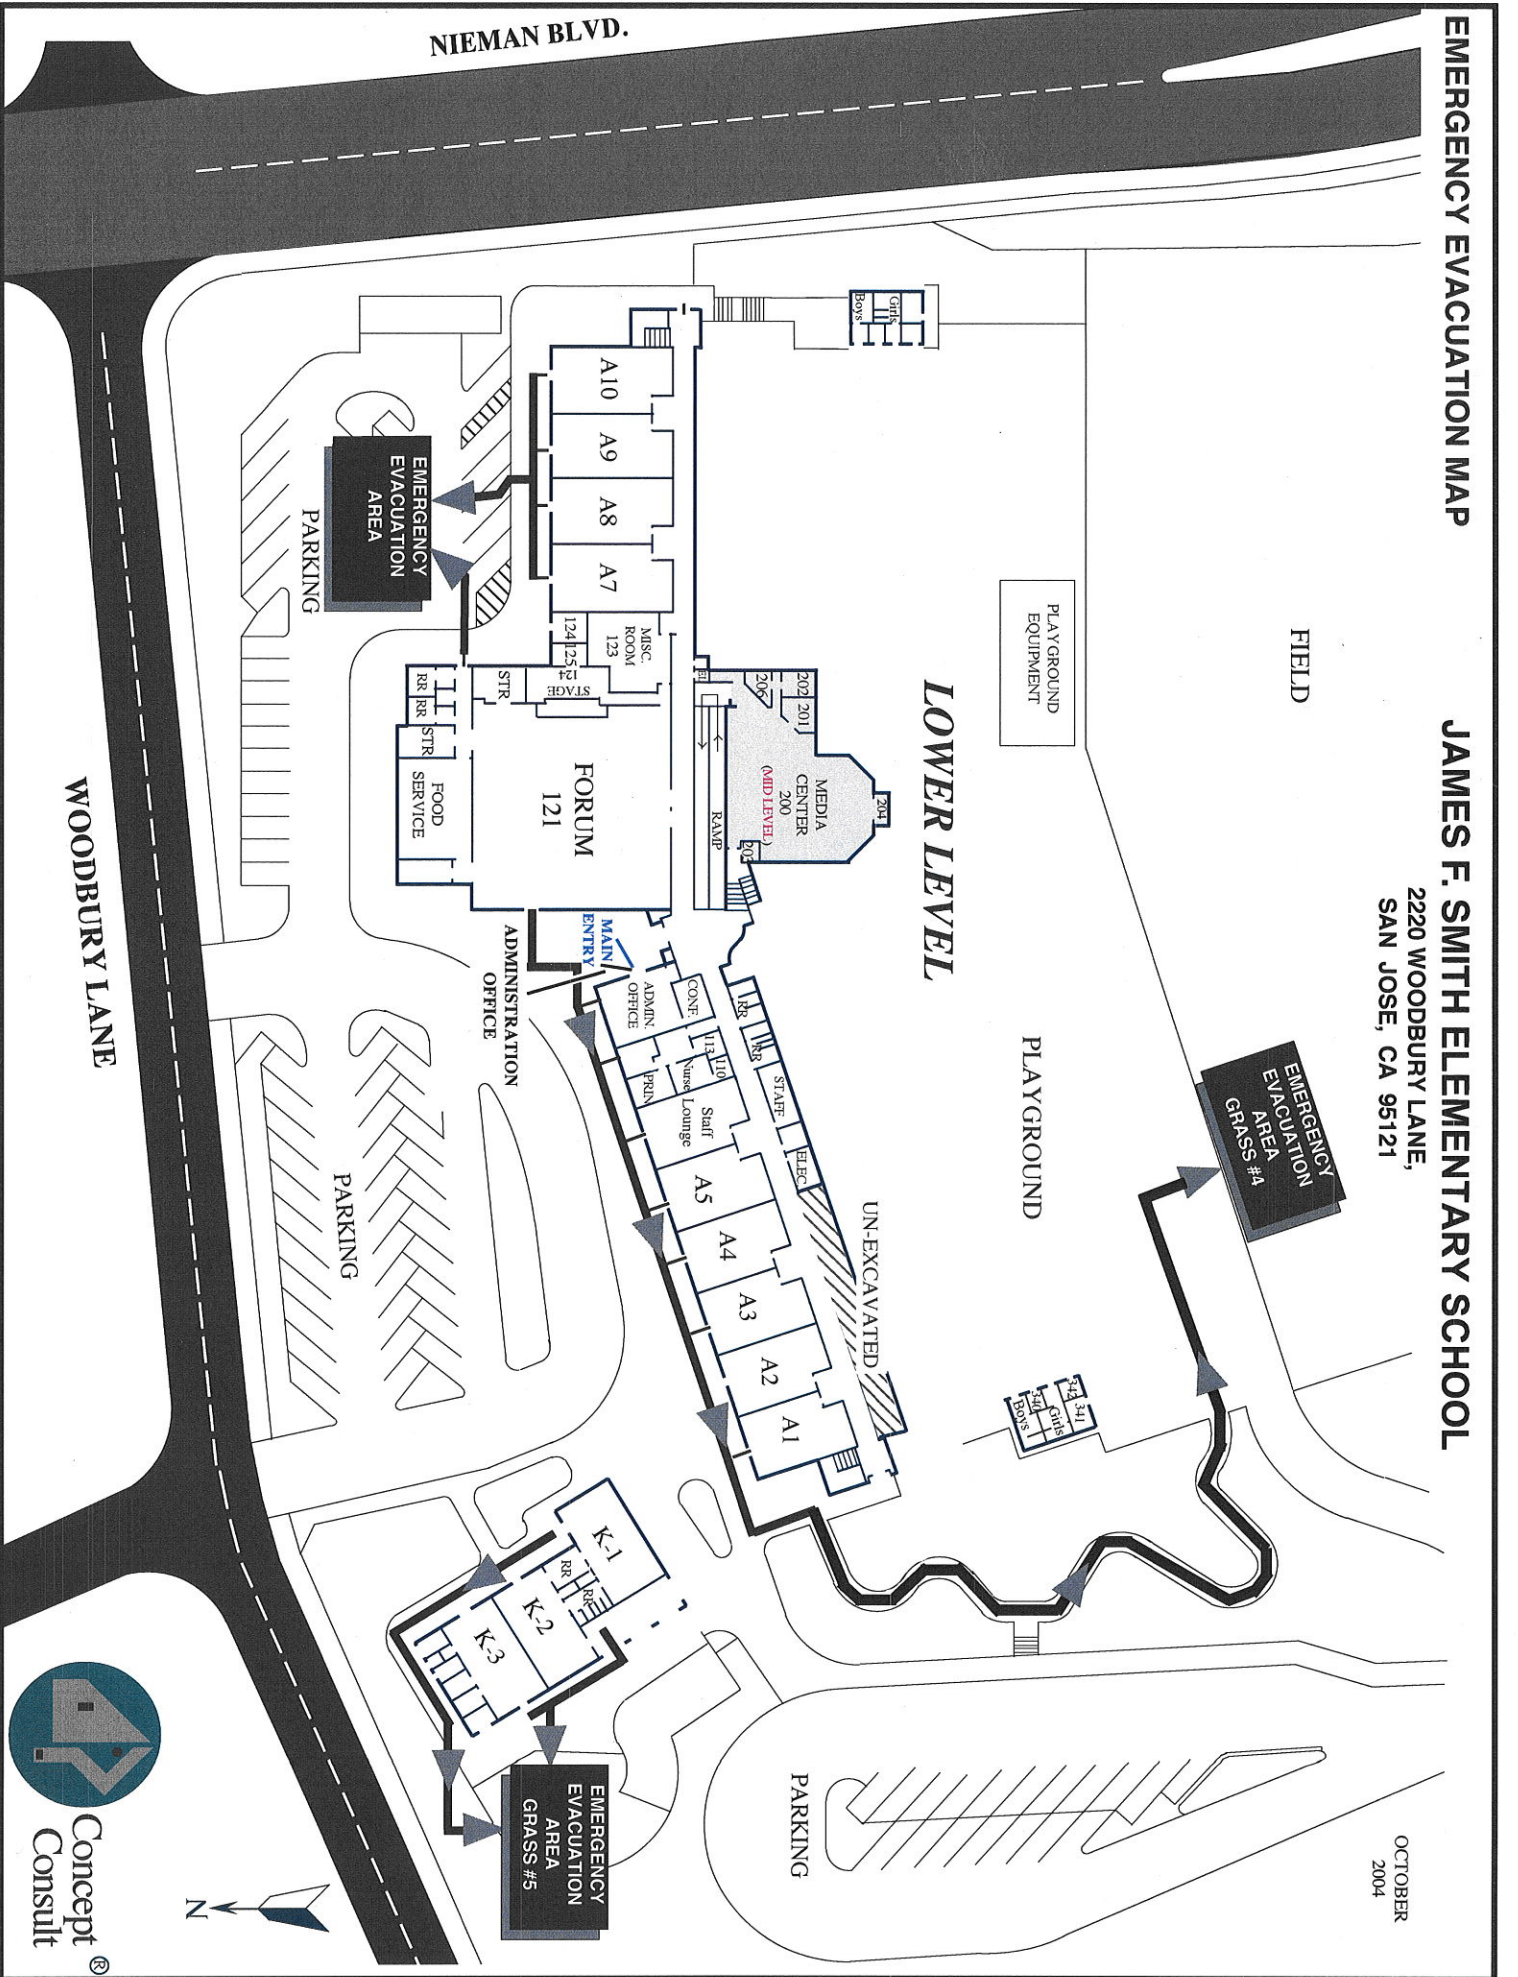 EMERGENCY EVACUATION MAP
JAMES F. SMITH ELEMENTARY SCHOOL
2220 WOODBURY LANE,
SAN JOSE, CA 95121
OCTOBER
2004
NIEMAN BLVD.
FIELD
PLAYGROUND
EQUIPMENT
LOWER LEVEL
PLAYGROUND
EMERGENCY
EVACUATION
AREA
GRASS #4
Girls
Boys
342
341
340
Girls
Boys
UN-EXCAVATED
204
MEDIA
CENTER
200
(MID LEVEL)
202
201
206
203
EL
RAMP
A10
A9
A8
A7
MISC.
ROOM
123
124
125
124
STAGE
STR
RR
RR
STR
FOOD
SERVICE
FORUM
121
MAIN
ENTRY
ADMINISTRATION
OFFICE
ADMIN.
OFFICE
CONF.
113
110
Nurse
PRIN
Staff
Lounge
RR
RR
STAFF
ELEC
A5
A4
A3
A2
A1
EMERGENCY
EVACUATION
AREA
PARKING
PARKING
PARKING
K-1
RR
RR
K-2
K-3
EMERGENCY
EVACUATION
AREA
GRASS #5
WOODBURY LANE
N
Concept ®
Consult